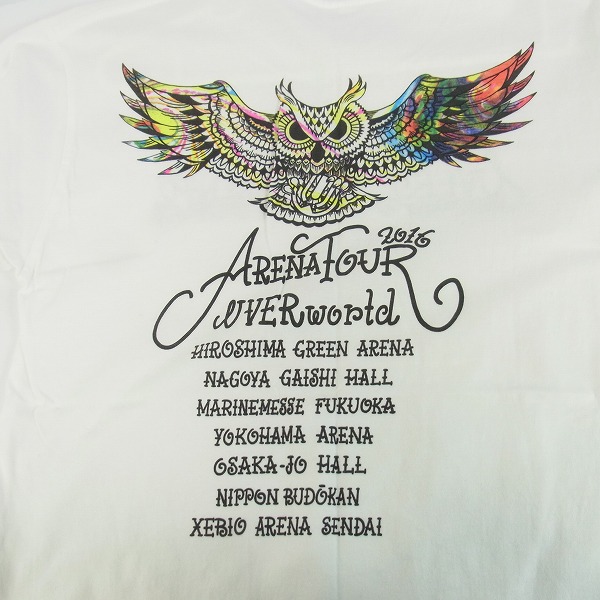 2016
ARENA TOUR
UVERworld
HIROSHIMA GREEN ARENA
NAGOYA GAISHI HALL
MARINEMESSE FUKUOKA
YOKOHAMA ARENA
OSAKA-JO HALL
NIPPON BUDŌKAN
XEBIO ARENA SENDAI